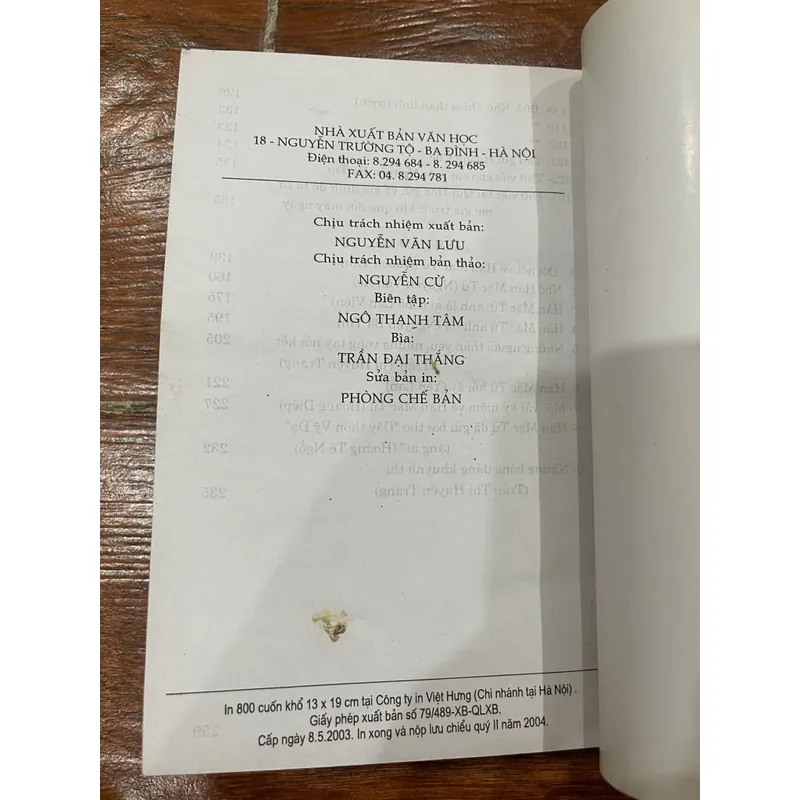 NHÀ XUẤT BẢN VĂN HỌC
18 - NGUYỄN TRƯỜNG TỘ - BA ĐÌNH - HÀ NỘI
Điện thoại: 8.294 684 - 8. 294 685
FAX: 04. 8.294 781
Chịu trách nhiệm xuất bản:
NGUYỄN VĂN LƯU
Chịu trách nhiệm bản thảo:
NGUYỄN CỪ
Biên tập:
NGÔ THANH TÂM
Bìa:
TRẦN ĐẠI THẮNG
Sửa bản in:
PHÒNG CHẾ BẢN
In 800 cuốn khổ 13 x 19 cm tại Công ty in Việt Hưng (Chi nhánh tại Hà Nội) .
Giấy phép xuất bản số 79/489-XB-QLXB.
Cấp ngày 8.5.2003. In xong và nộp lưu chiểu quý II năm 2004.